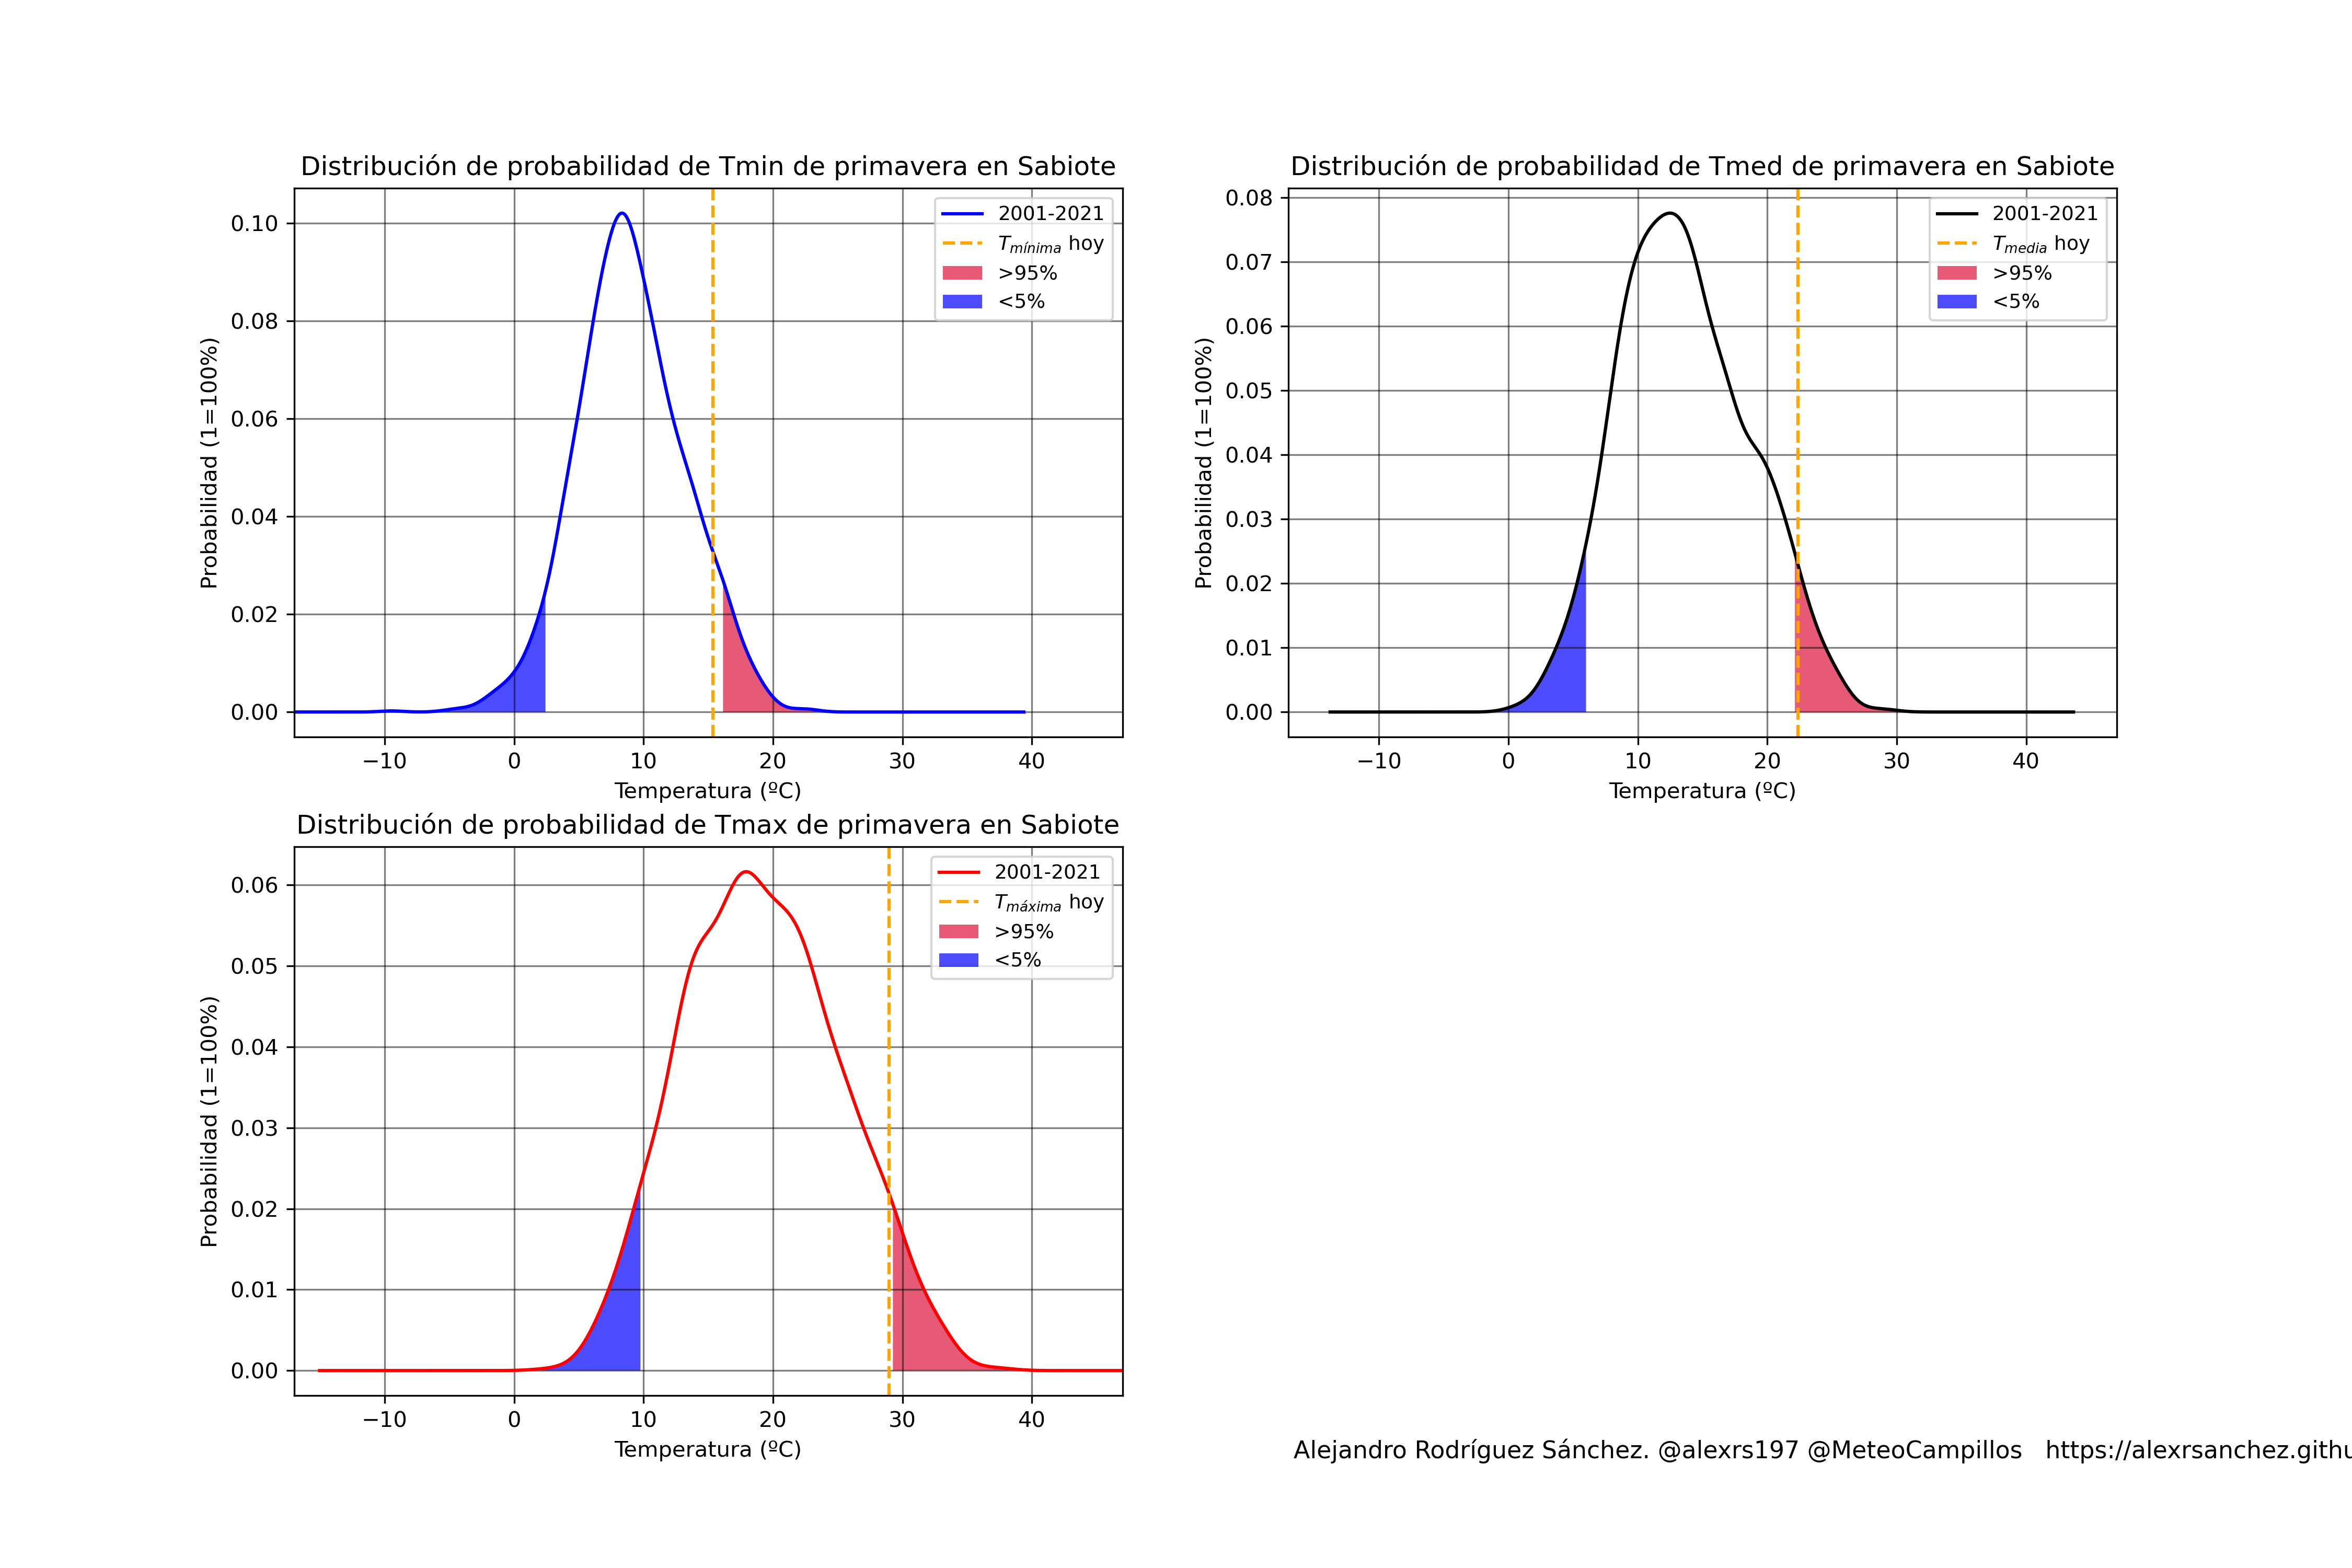 Distribución de probabilidad de Tmin de primavera en Sabiote
Probabilidad (1=100%)
0.10
0.08
0.06
0.04
0.02
0.00
−10 0 10 20 30 40
Temperatura (ºC)
2001-2021
Tmínima hoy
>95%
<5%
Distribución de probabilidad de Tmed de primavera en Sabiote
Probabilidad (1=100%)
0.08
0.07
0.06
0.05
0.04
0.03
0.02
0.01
0.00
−10 0 10 20 30 40
Temperatura (ºC)
2001-2021
Tmedia hoy
>95%
<5%
Distribución de probabilidad de Tmax de primavera en Sabiote
Probabilidad (1=100%)
0.06
0.05
0.04
0.03
0.02
0.01
0.00
−10 0 10 20 30 40
Temperatura (ºC)
2001-2021
Tmáxima hoy
>95%
<5%
Alejandro Rodríguez Sánchez. @alexrs197 @MeteoCampillos https://alexrsanchez.githu